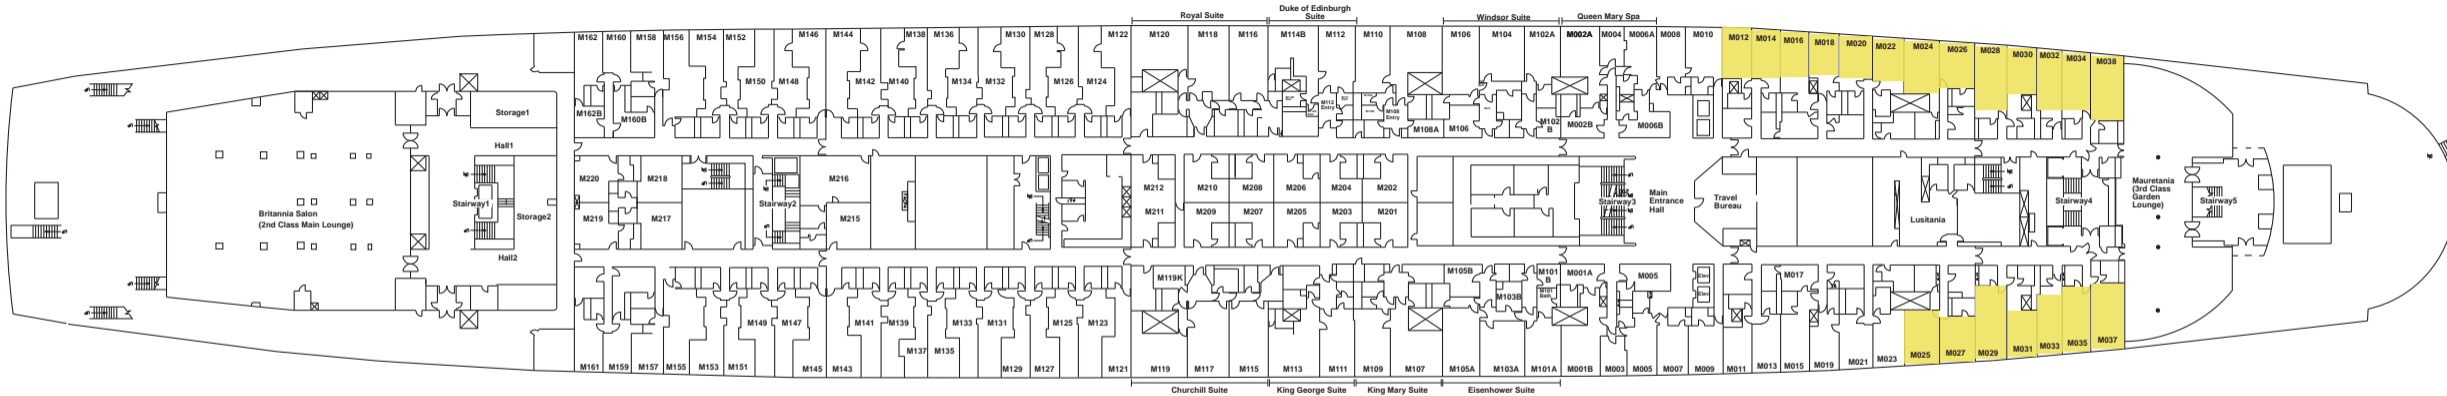 Royal Suite
Duke of Edinburgh
Suite
Windsor Suite
Queen Mary Spa
M162
M160
M158
M156
M154
M152
M146
M144
M138
M136
M130
M128
M122
M120
M118
M116
M114B
M112
M110
M108
M106
M104
M102A
M002A
M004
M006A
M008
M010
M012
M014
M016
M018
M020
M022
M024
M026
M028
M030
M032
M034
M038
M150
M148
M142
M140
M134
M132
M126
M124
Storage1
M162B
M160B
M112
Entry
M108
Entry
M108A
M106
M102
B
M002B
M006B
Hall1
M220
M218
M216
M212
M210
M208
M206
M204
M202
Stairway1
Storage2
Stairway2
Stairway3
Main
Entrance
Hall
Travel
Bureau
Lusitania
Stairway4
Mauretania
(3rd Class
Garden
Lounge)
Stairway5
Britannia Salon
(2nd Class Main Lounge)
M219
M217
M215
M211
M209
M207
M205
M203
M201
Hall2
M119K
M105B
M103B
M101
B
M101
Bath
M001A
M005
Elev
Elev
M017
M149
M147
M141
M139
M133
M131
M125
M123
M137
M135
M161
M159
M157
M155
M153
M151
M145
M143
M129
M127
M121
M119
M117
M115
M113
M111
M109
M107
M105A
M103A
M101A
M001B
M003
M005
M007
M009
M011
M013
M015
M019
M021
M023
M025
M027
M029
M031
M033
M035
M037
Churchill Suite
King George Suite
King Mary Suite
Eisenhower Suite